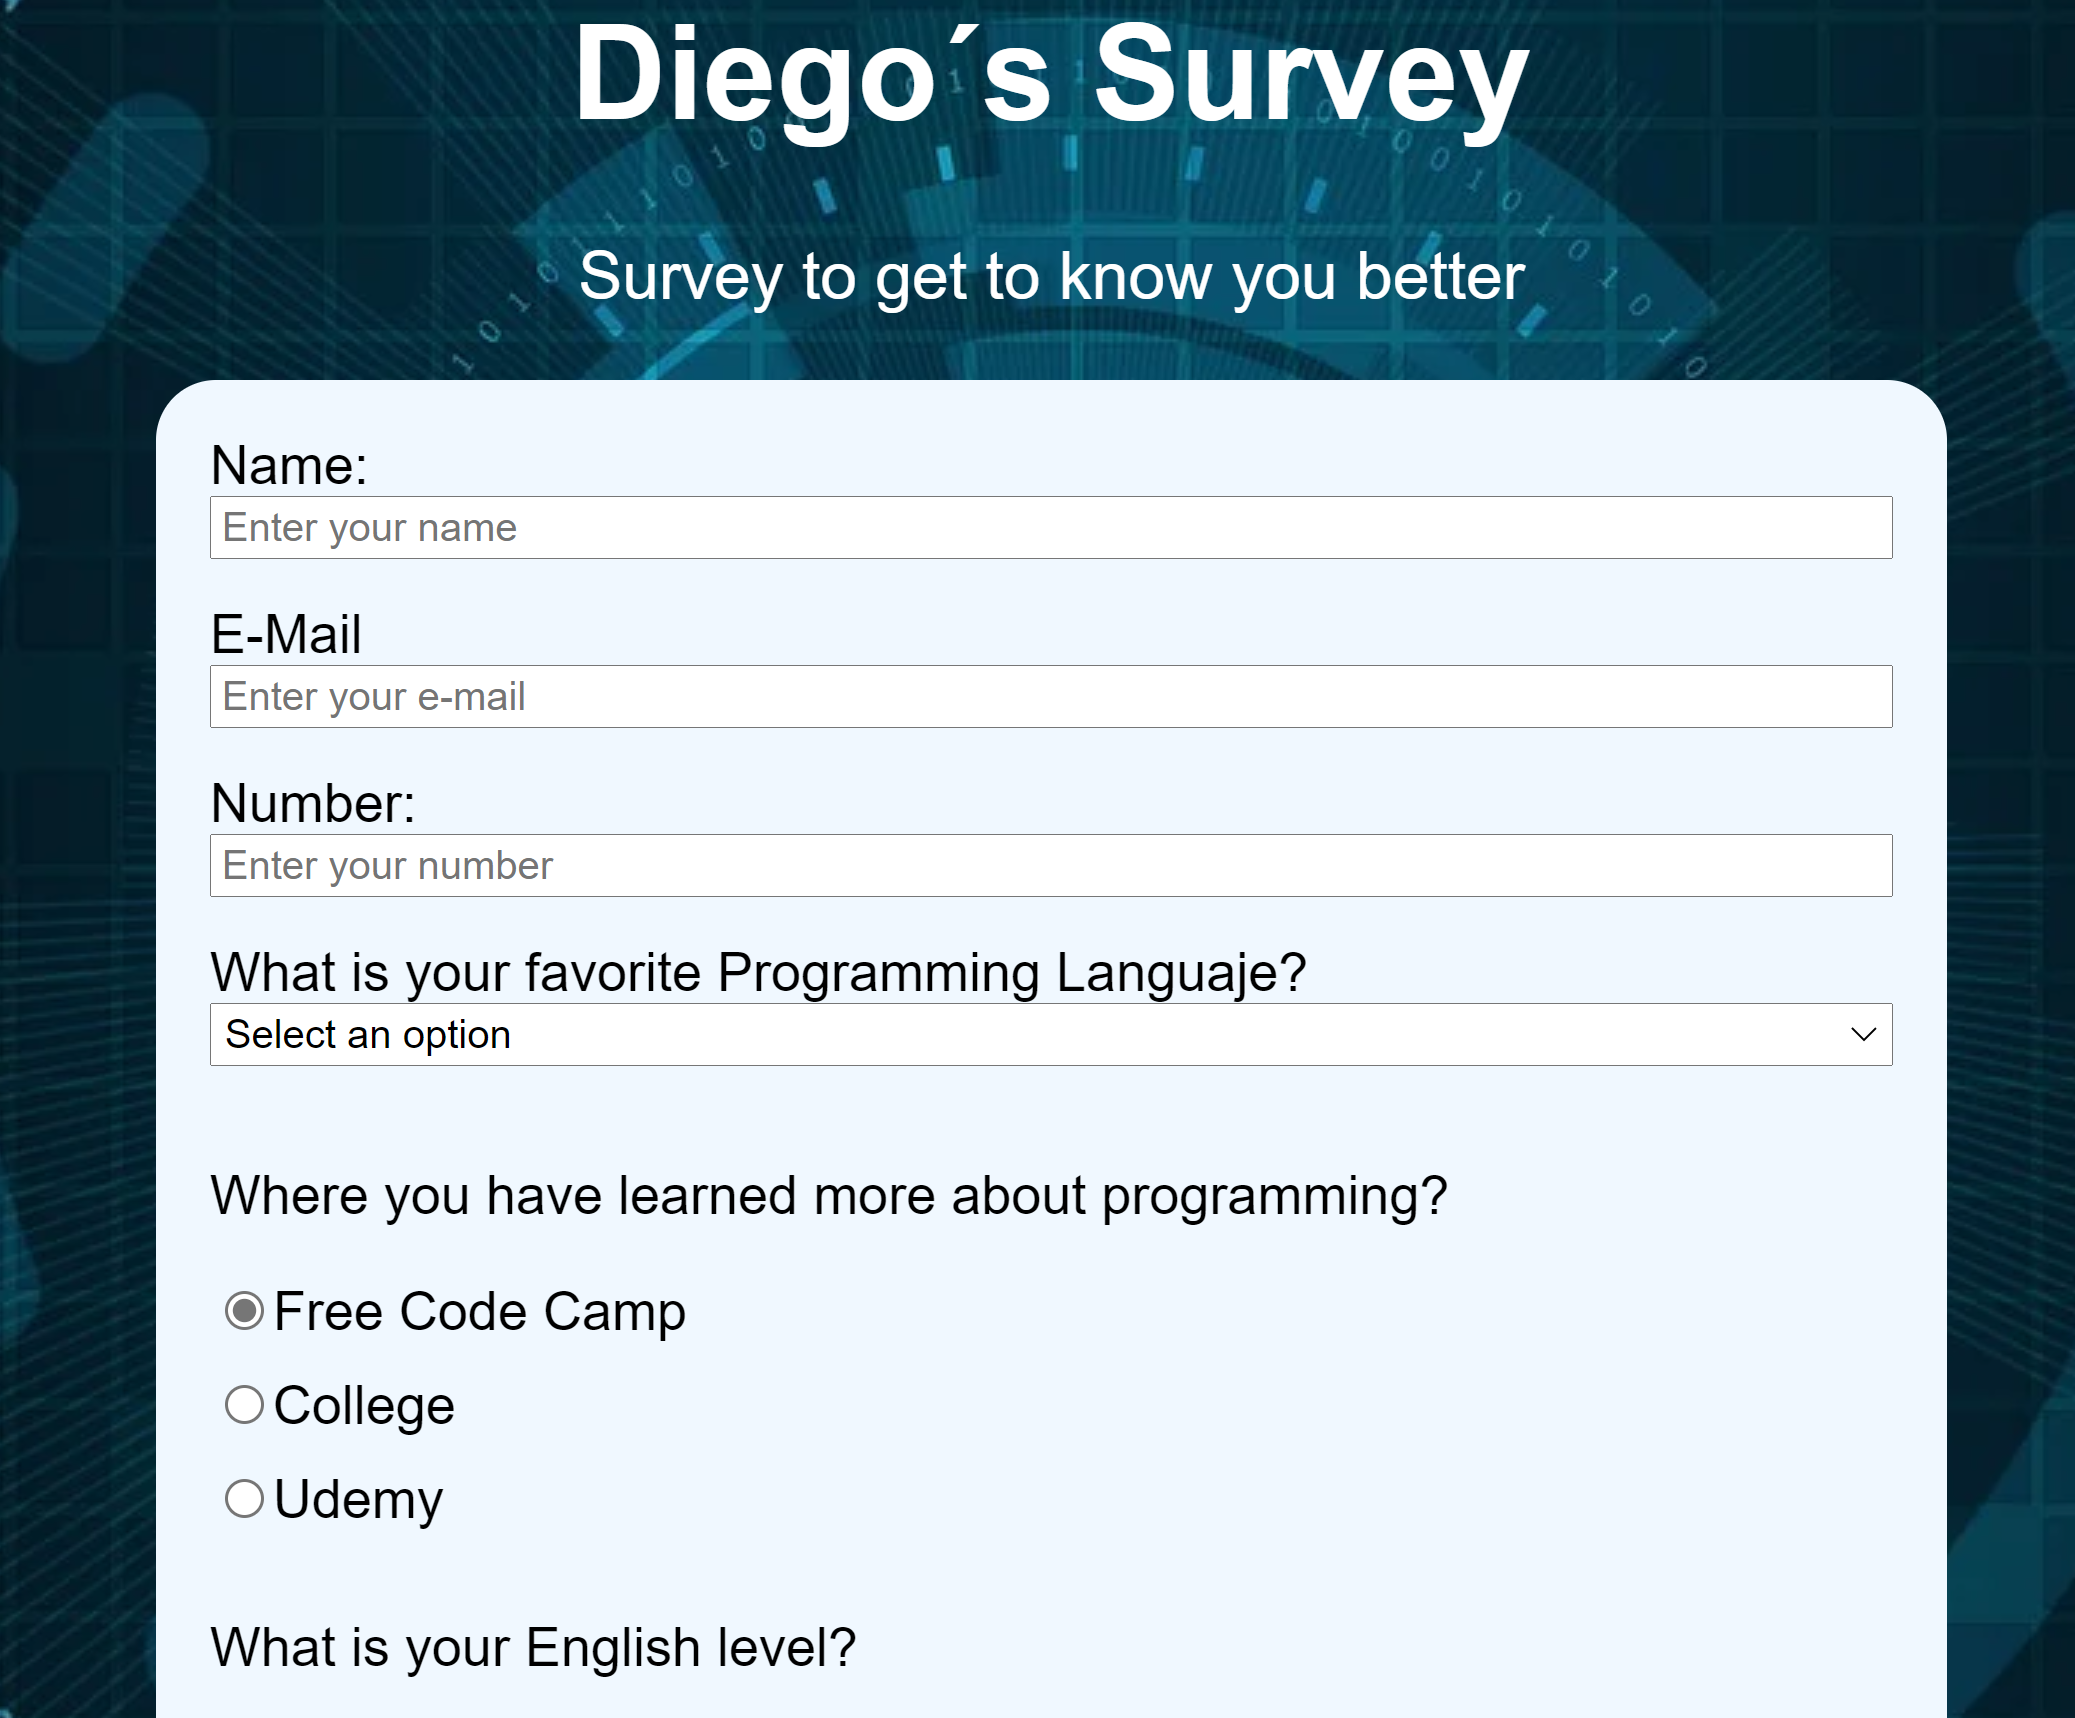 Diego´s Survey
Survey to get to know you better
Name:
Enter your name
E-Mail
Enter your e-mail
Number:
Enter your number
What is your favorite Programming Languaje?
Select an option
Where you have learned more about programming?
Free Code Camp
College
Udemy
What is your English level?